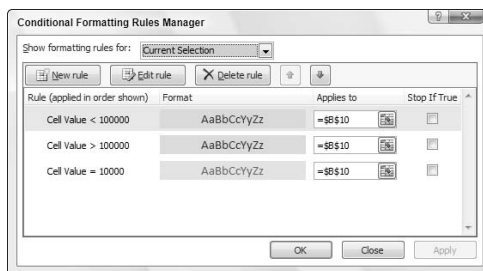 Conditional Formatting Rules Manager
Show formatting rules for: Current Selection
New rule Edit rule Delete rule
Rule (applied in order shown) Format Applies to Stop If True
Cell Value < 100000 AaBbCcYyZz =$B$10
Cell Value > 100000 AaBbCcYyZz =$B$10
Cell Value = 10000 AaBbCcYyZz =$B$10
OK Close Apply